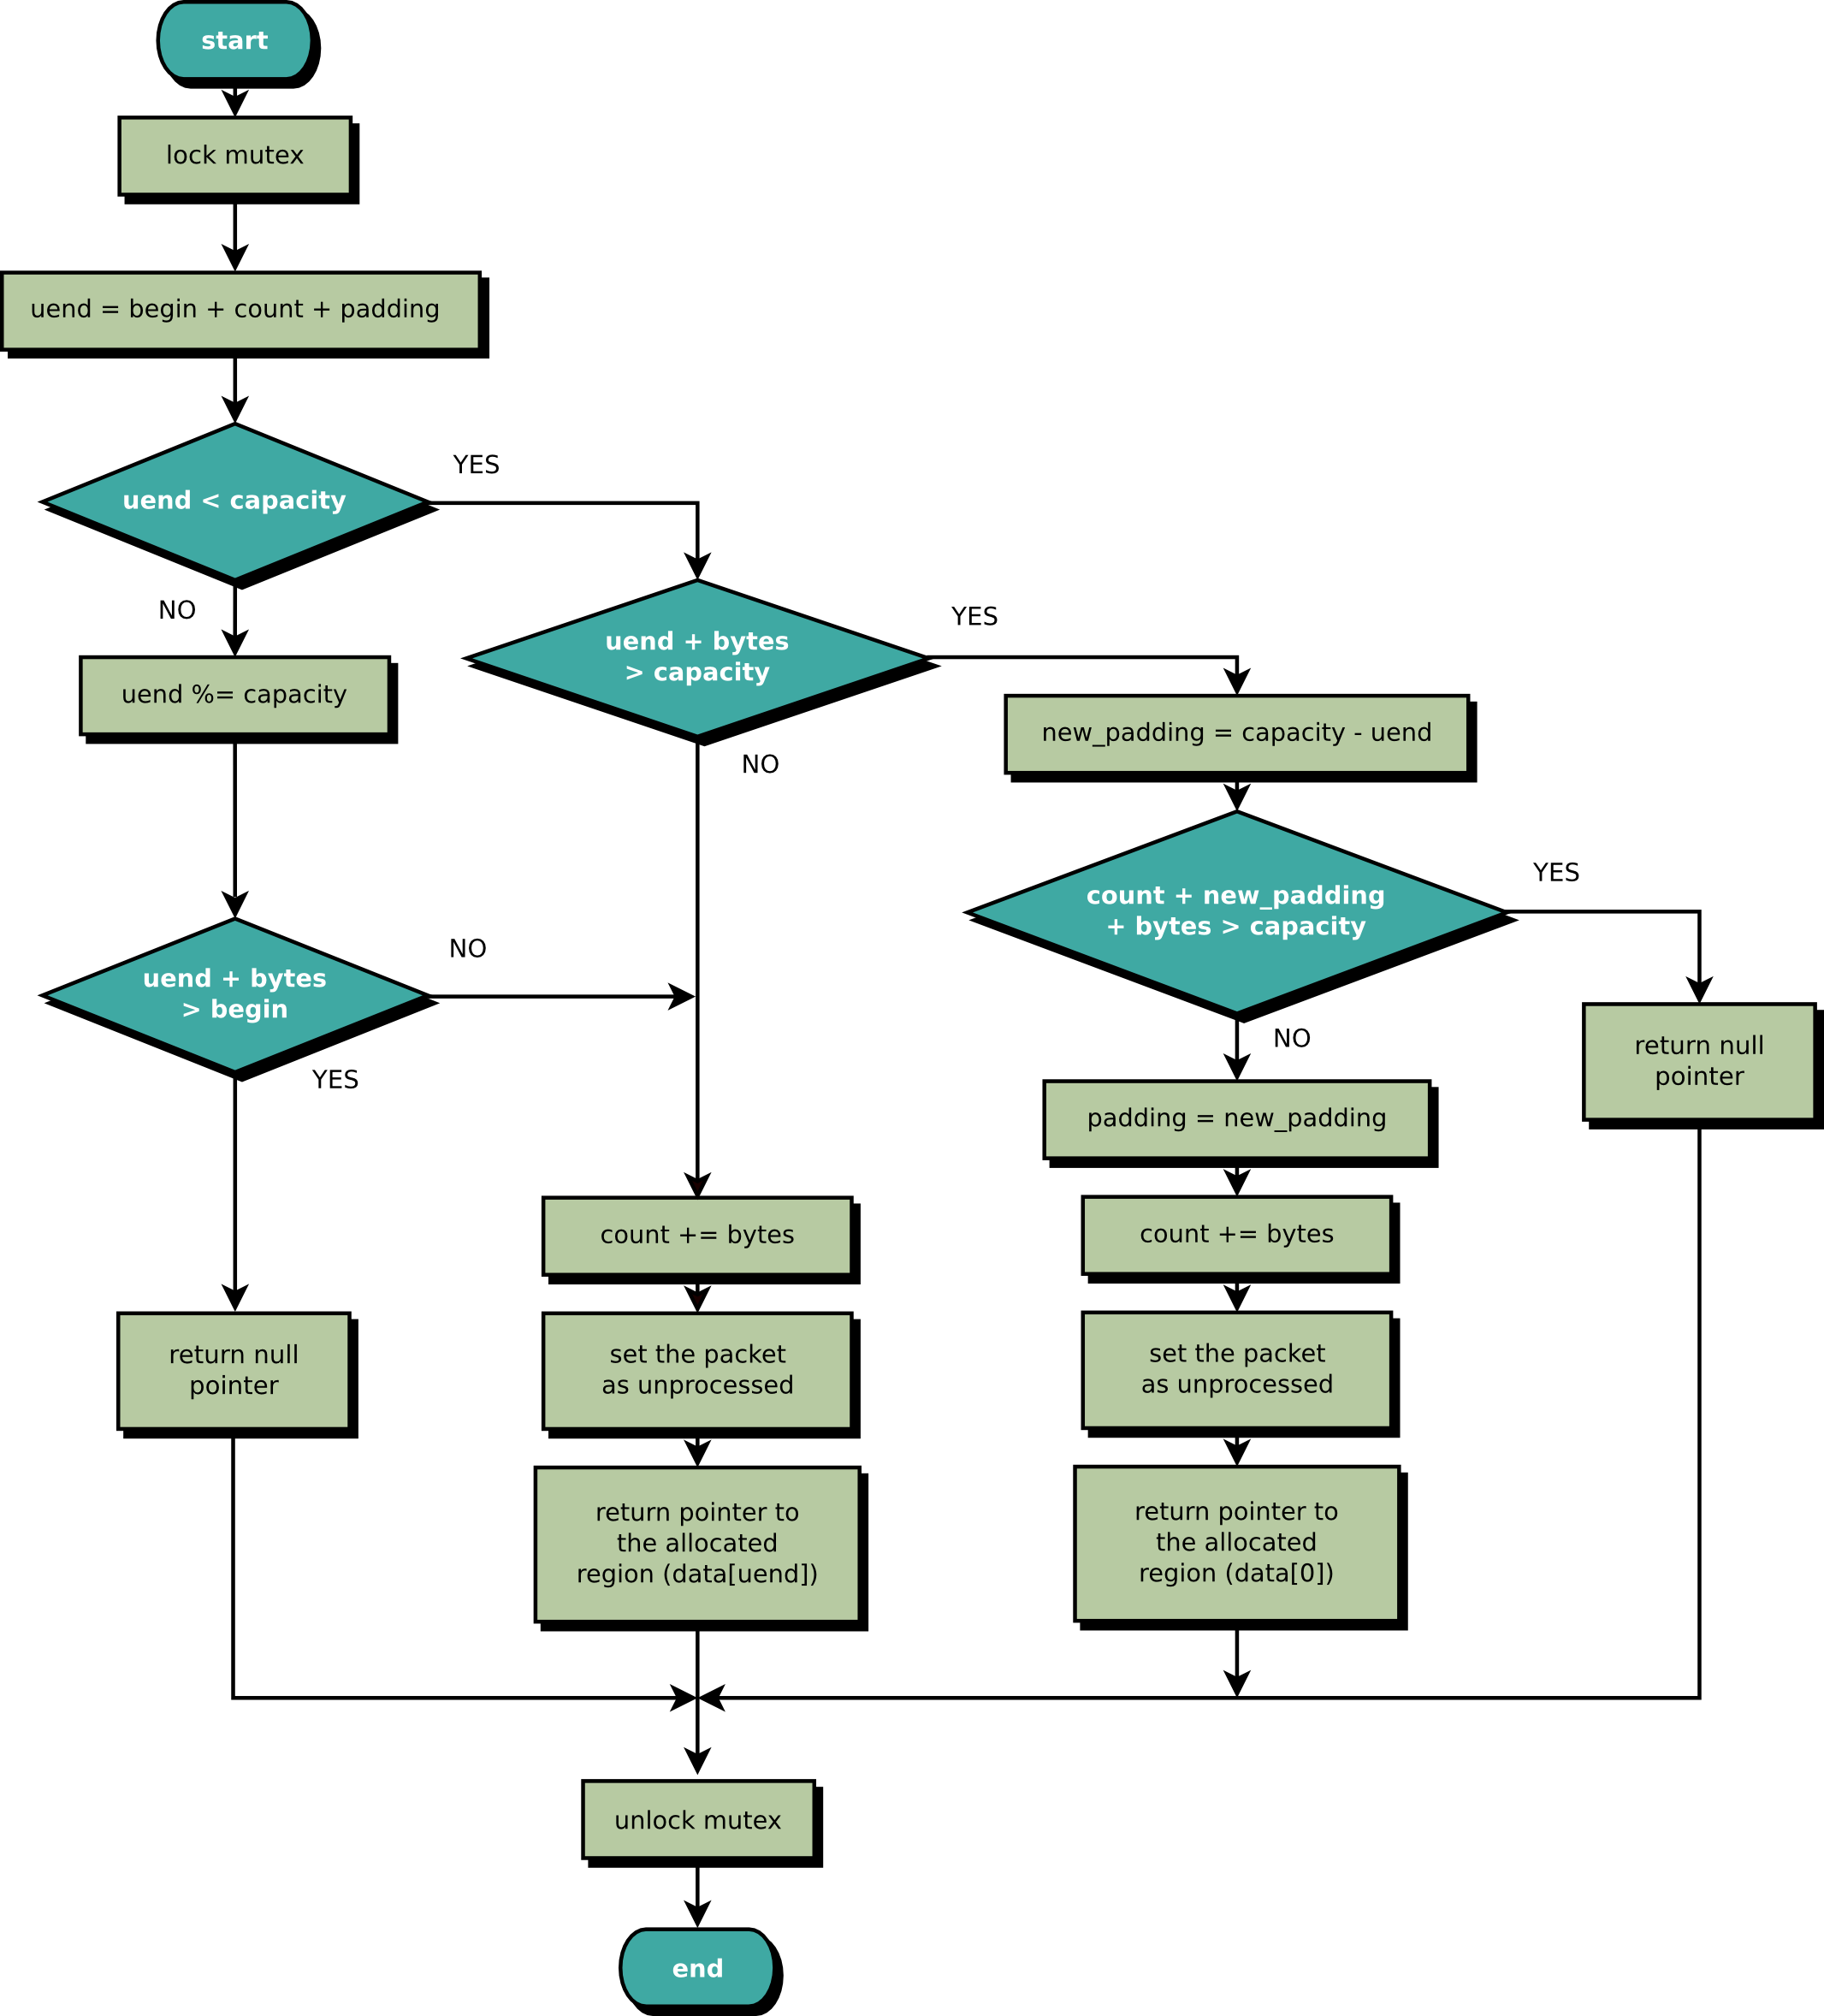 start
lock mutex
uend = begin + count + padding
uend < capacity
YES
NO
uend %= capacity
uend + bytes
> capacity
YES
NO
new_padding = capacity - uend
count + new_padding
+ bytes > capacity
YES
NO
uend + bytes
> begin
NO
YES
return null
pointer
padding = new_padding
count += bytes
count += bytes
return null
pointer
set the packet
as unprocessed
set the packet
as unprocessed
return pointer to
the allocated
region (data[uend])
return pointer to
the allocated
region (data[0])
unlock mutex
end